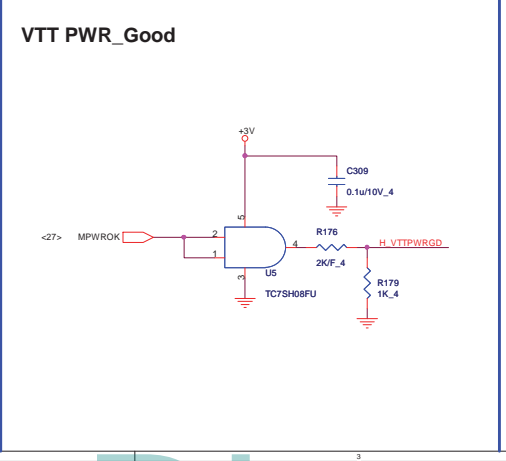 VTT PWR_Good
+3V
C309
0.1u/10V_4
5
<27> MPWROK
2
1
4
R176
2K/F_4
H_VTTPWRGD
3
U5
TC7SH08FU
R179
1K_4
3